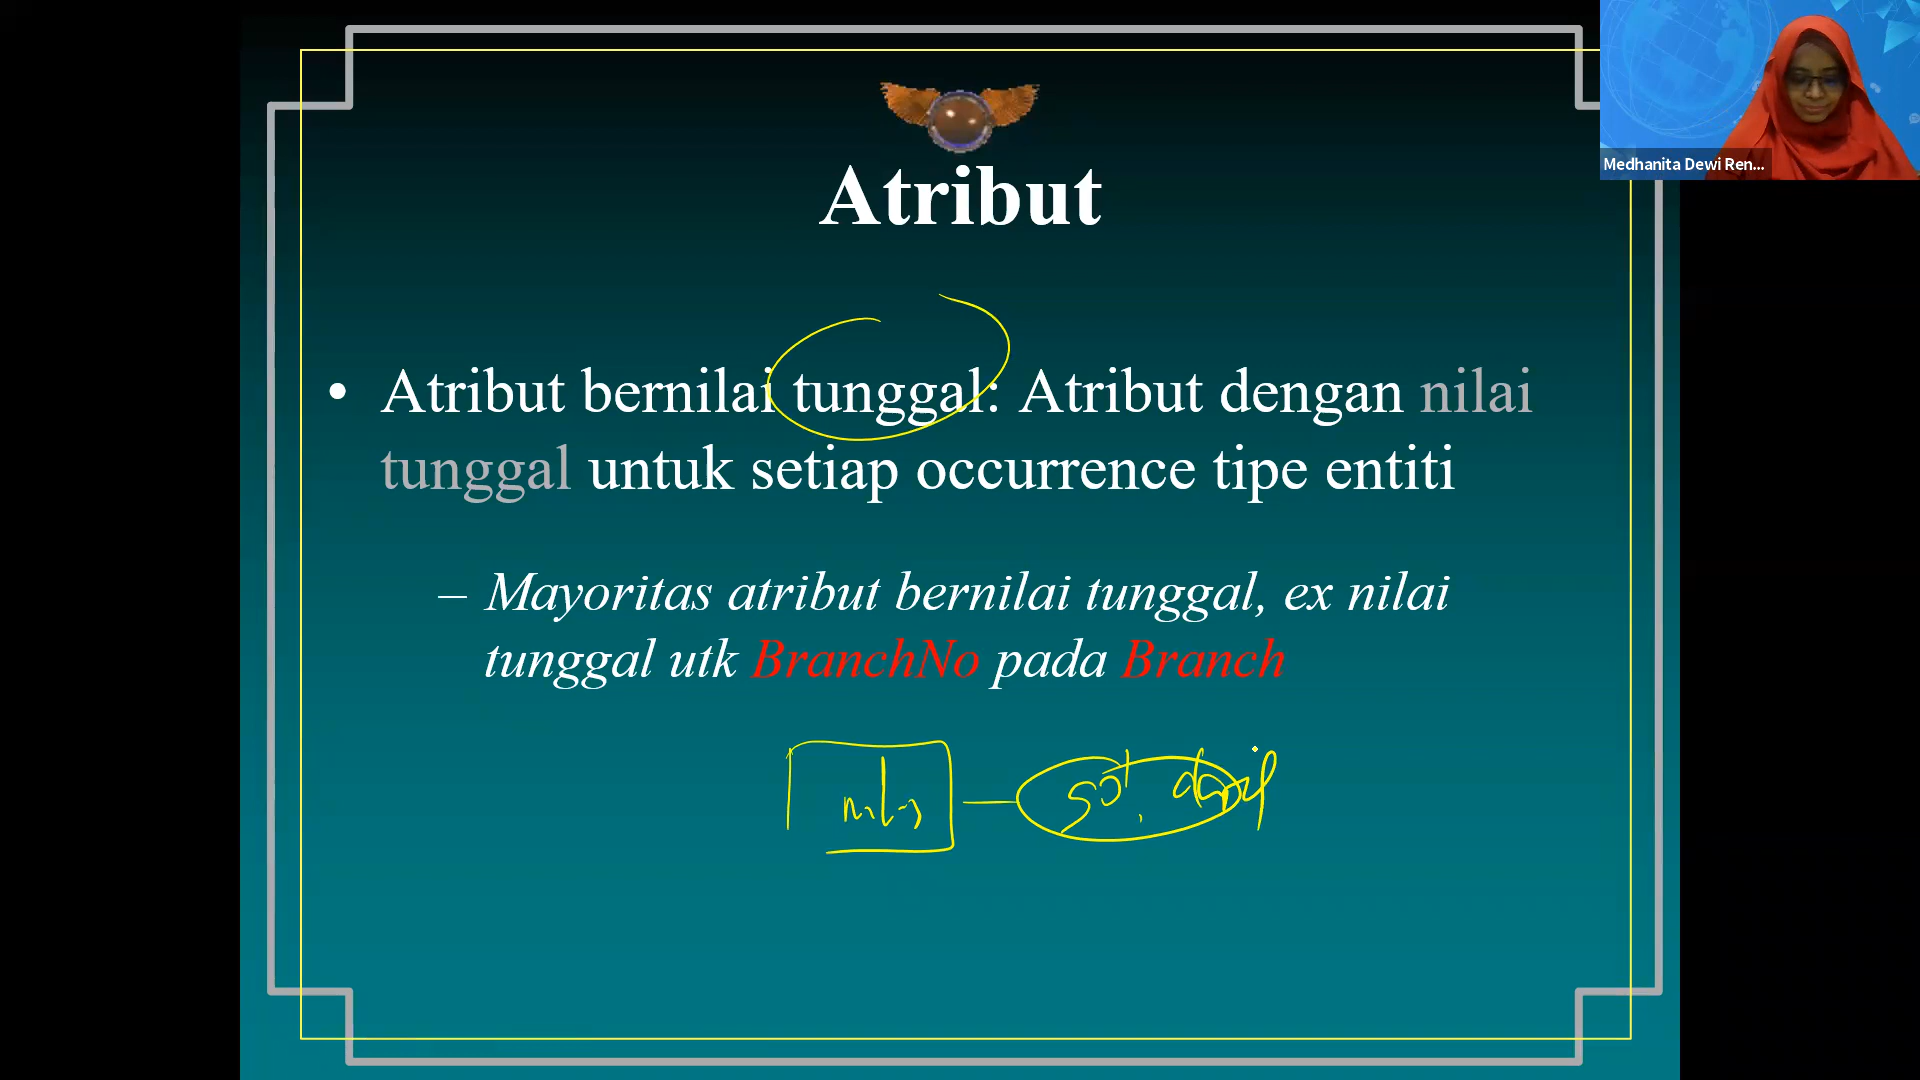 Medhanita Dewi Ren...
Atribut
• Atribut bernilai tunggal: Atribut dengan nilai
tunggal untuk setiap occurrence tipe entiti
– Mayoritas atribut bernilai tunggal, ex nilai
tunggal utk BranchNo pada Branch